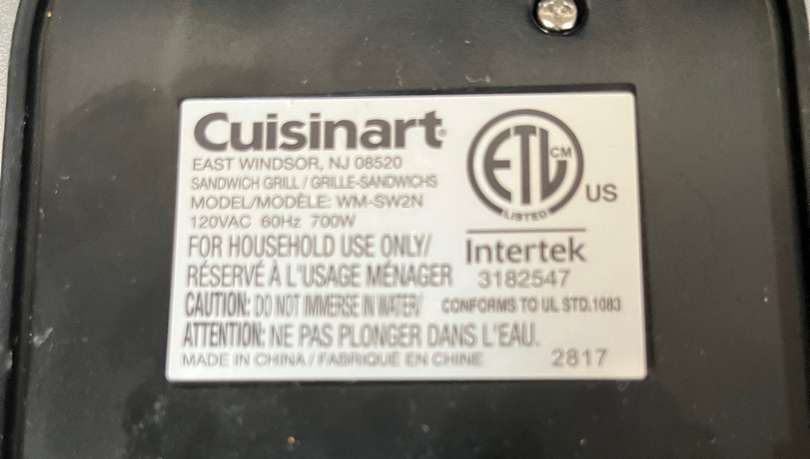 Cuisinart®
EAST WINDSOR, NJ 08520
SANDWICH GRILL / GRILLE-SANDWICHS
MODEL/MODÈLE: WM-SW2N
120VAC 60Hz 700W
FOR HOUSEHOLD USE ONLY/
RÉSERVÉ À L'USAGE MÉNAGER
CAUTION: DO NOT IMMERSE IN WATER/
ATTENTION: NE PAS PLONGER DANS L'EAU.
MADE IN CHINA / FABRIQUÉ EN CHINE
ETL CM
LISTED
US
Intertek
3182547
CONFORMS TO UL STD.1083
2817